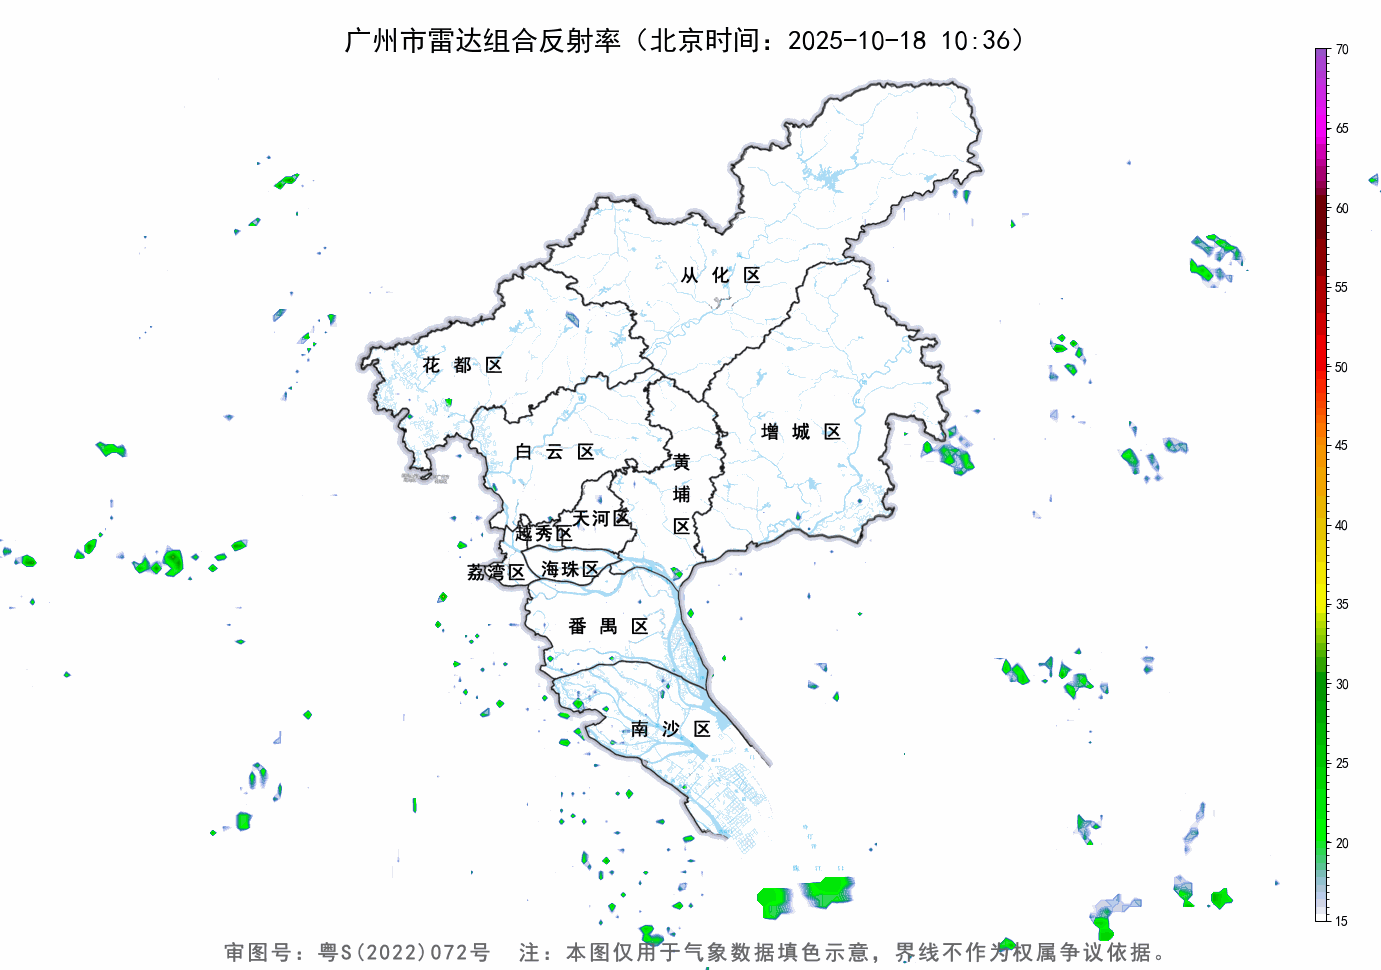 广州市雷达组合反射率（北京时间：2025-10-18 10:36）
70
65
60
55
50
45
40
35
30
25
20
15
从化区
花都区
增城区
白云区
黄埔区
天河区
越秀区
荔湾区
海珠区
番禺区
南沙区
审图号：粤S(2022)072号 注：本图仅用于气象数据填色示意，界线不作为权属争议依据。